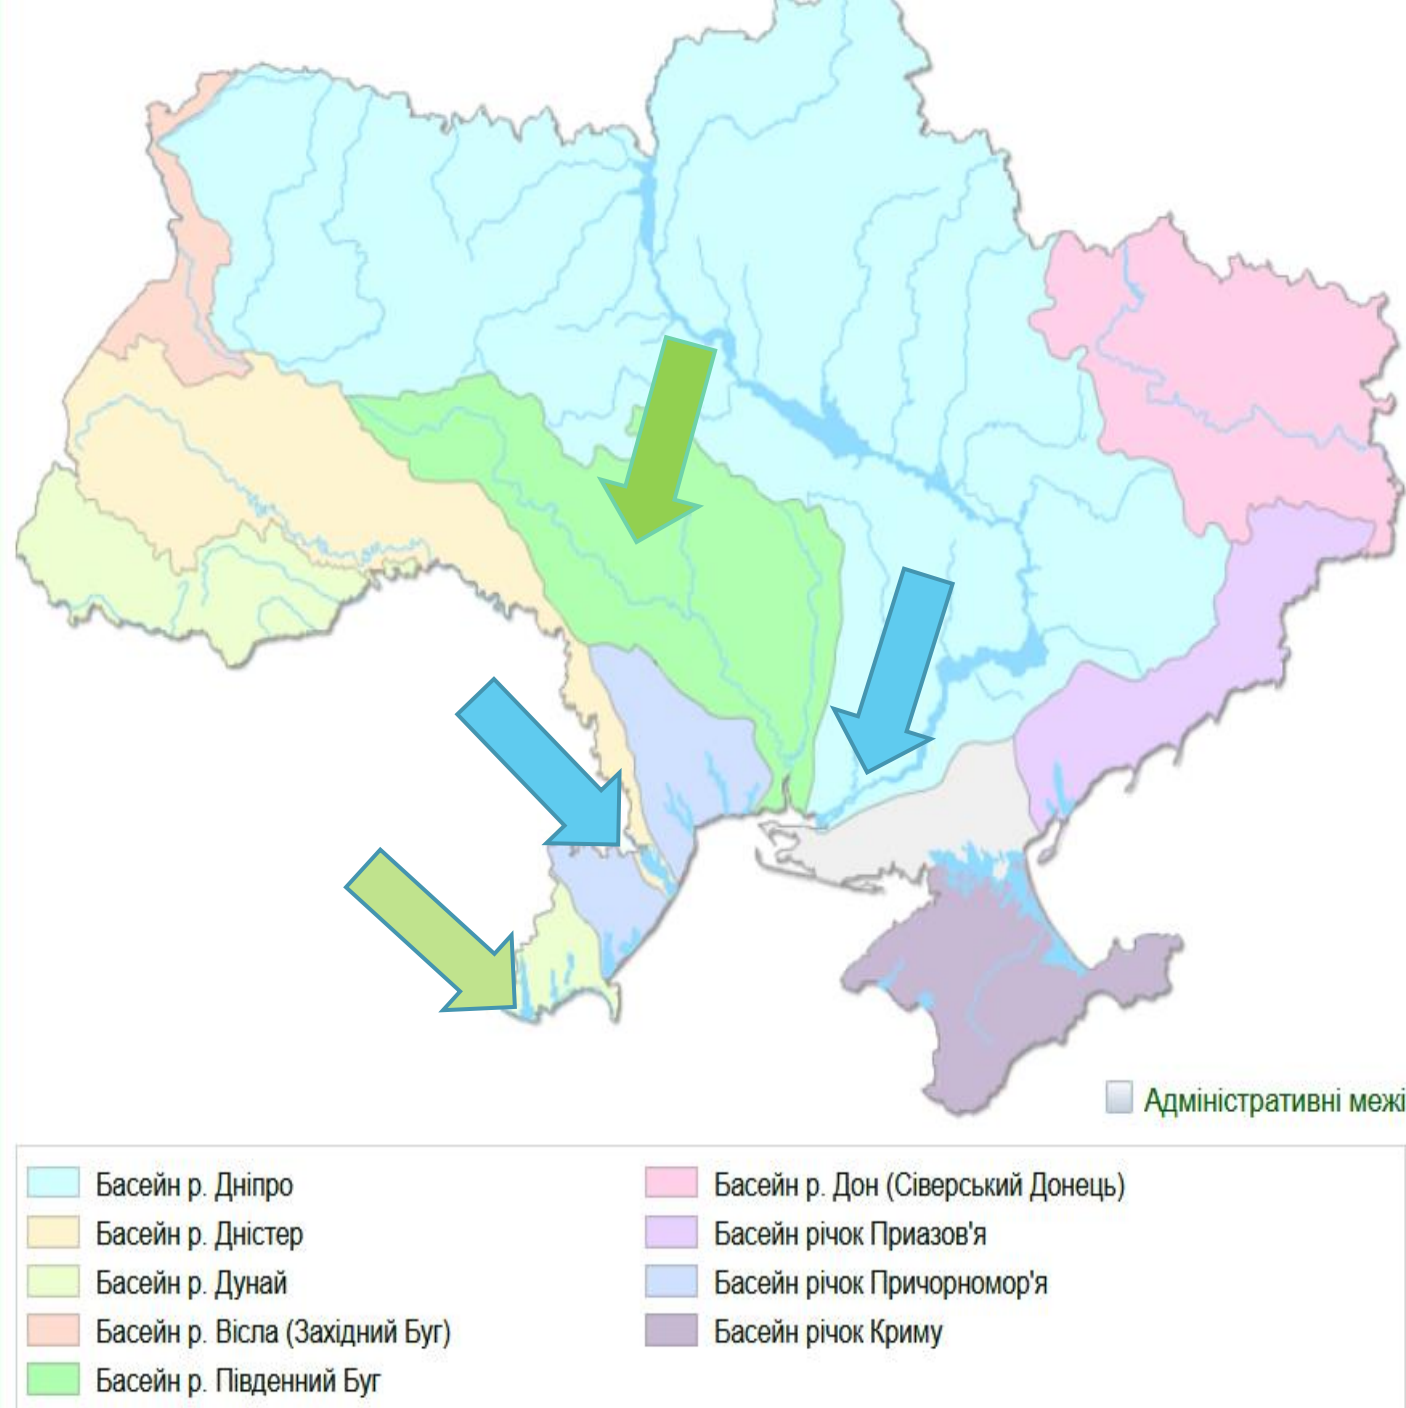 Адміністративні межі
Басейн р. Дніпро
Басейн р. Дністер
Басейн р. Дунай
Басейн р. Вісла (Західний Буг)
Басейн р. Південний Буг
Басейн р. Дон (Сіверський Донець)
Басейн річок Приазов'я
Басейн річок Причорномор'я
Басейн річок Криму